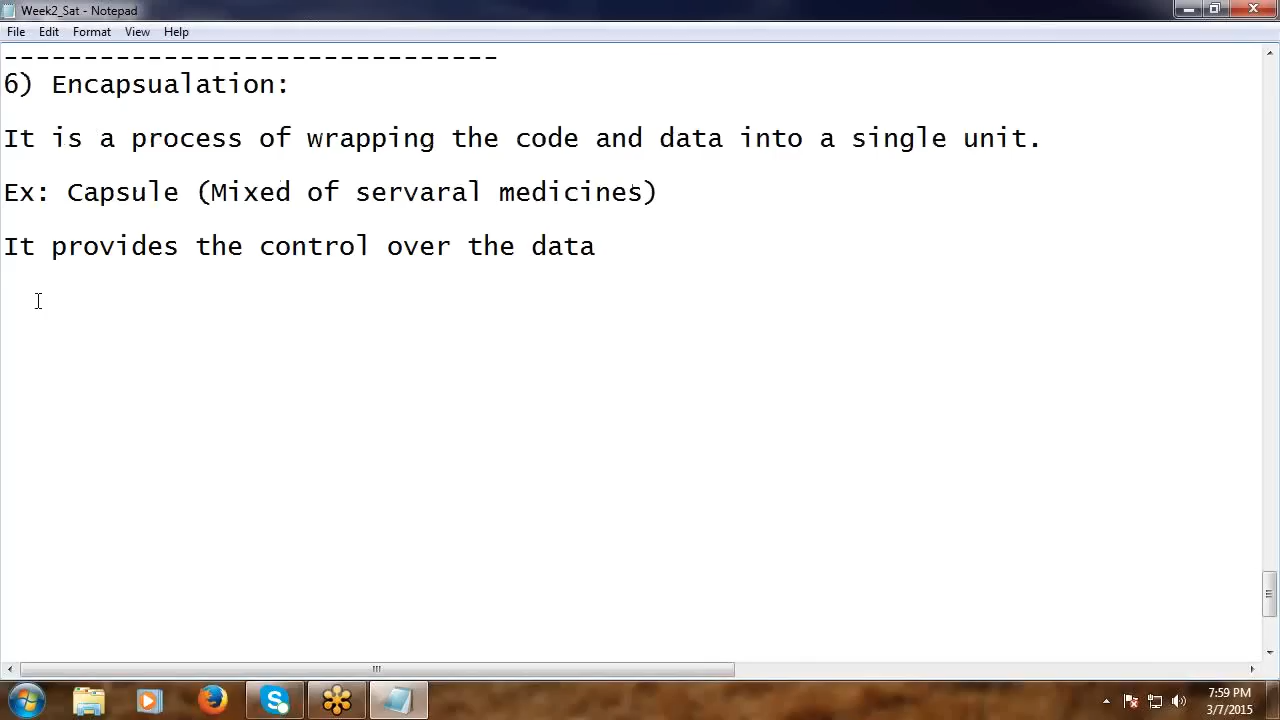 Week2_Sat - Notepad
File Edit Format View Help
-------------------------------
6) Encapsualation:
It is a process of wrapping the code and data into a single unit.
Ex: Capsule (Mixed of servaral medicines)
It provides the control over the data
7:59 PM
3/7/2015